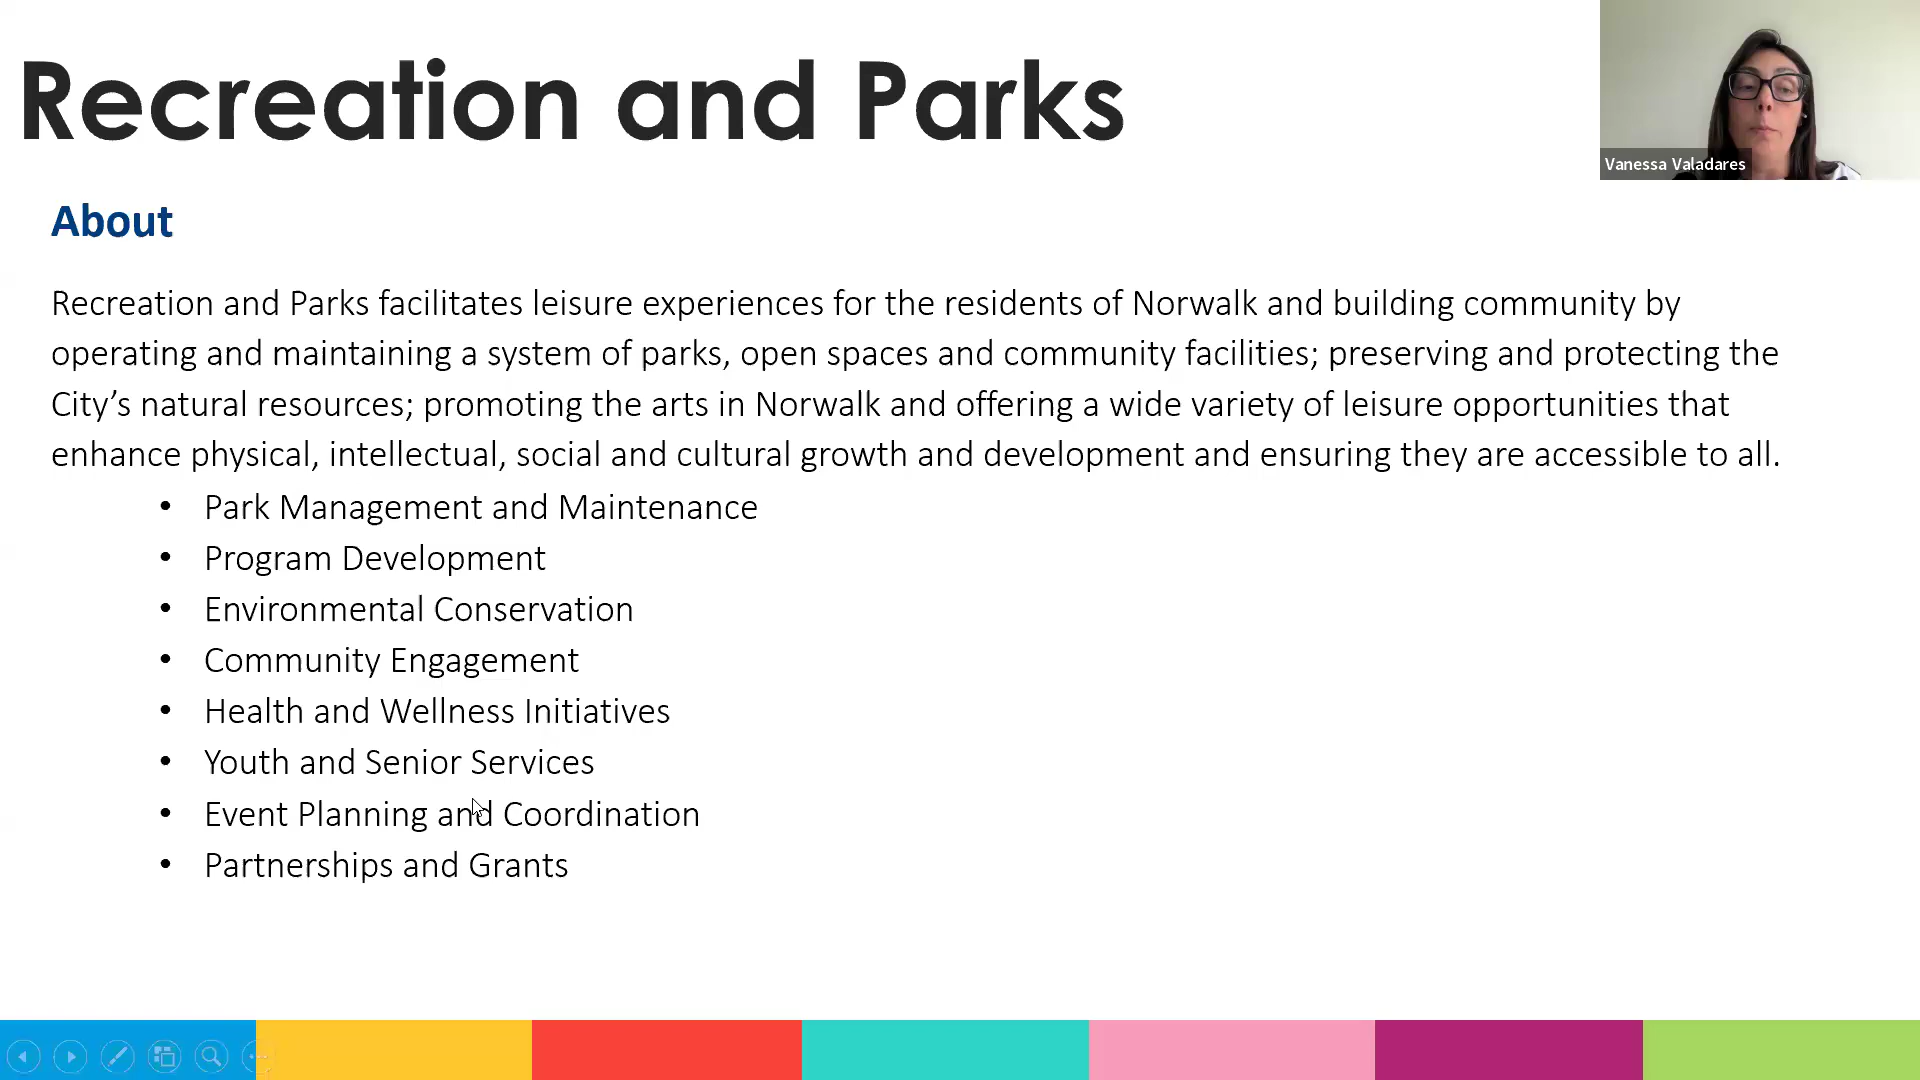 Recreation and Parks
Vanessa Valadares
About
Recreation and Parks facilitates leisure experiences for the residents of Norwalk and building community by
operating and maintaining a system of parks, open spaces and community facilities; preserving and protecting the
City’s natural resources; promoting the arts in Norwalk and offering a wide variety of leisure opportunities that
enhance physical, intellectual, social and cultural growth and development and ensuring they are accessible to all.
• Park Management and Maintenance
• Program Development
• Environmental Conservation
• Community Engagement
• Health and Wellness Initiatives
• Youth and Senior Services
• Event Planning and Coordination
• Partnerships and Grants